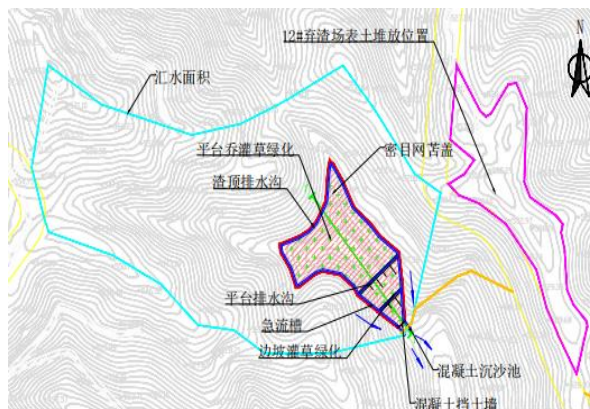 12#弃渣场表土堆放位置
N
汇水面积
平台乔灌草绿化
密目网苫盖
渣顶排水沟
平台排水沟
急流槽
边坡灌草绿化
混凝土沉沙池
混凝土挡土墙